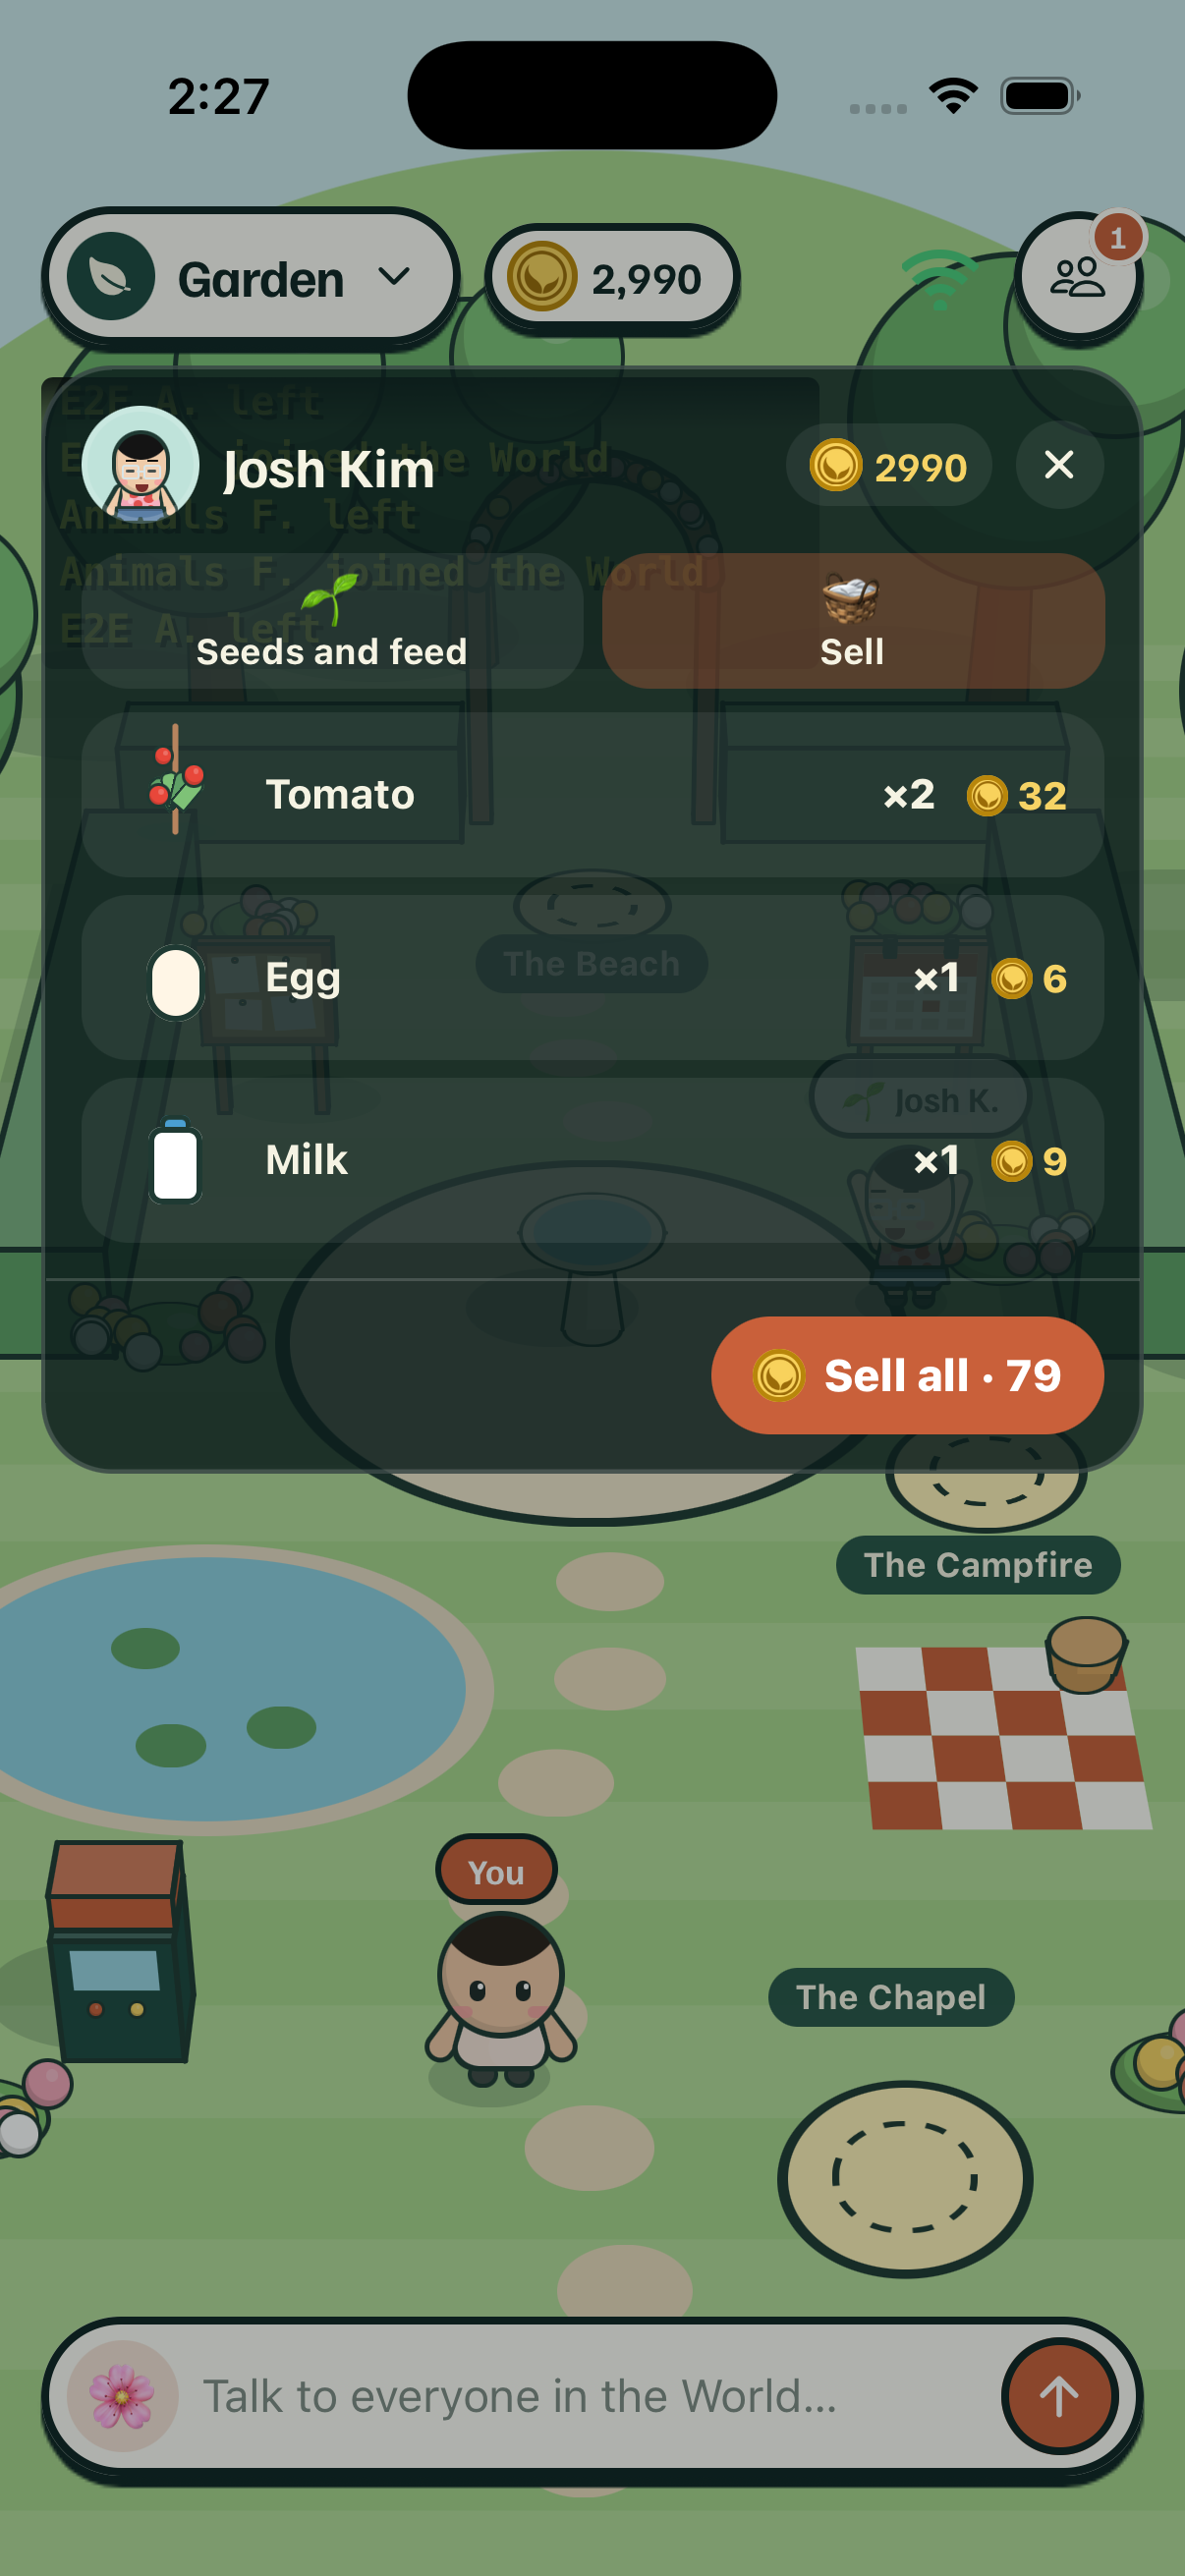 2:27
Garden
2,990
1
E2E A. left
E2E A. joined the World
Animals F. left
Animals F. joined the World
E2E A. left
Josh Kim
2990
Seeds and feed
Sell
Tomato
×2
32
Egg
×1
6
The Beach
Josh K.
Milk
×1
9
Sell all · 79
The Campfire
You
The Chapel
Talk to everyone in the World...